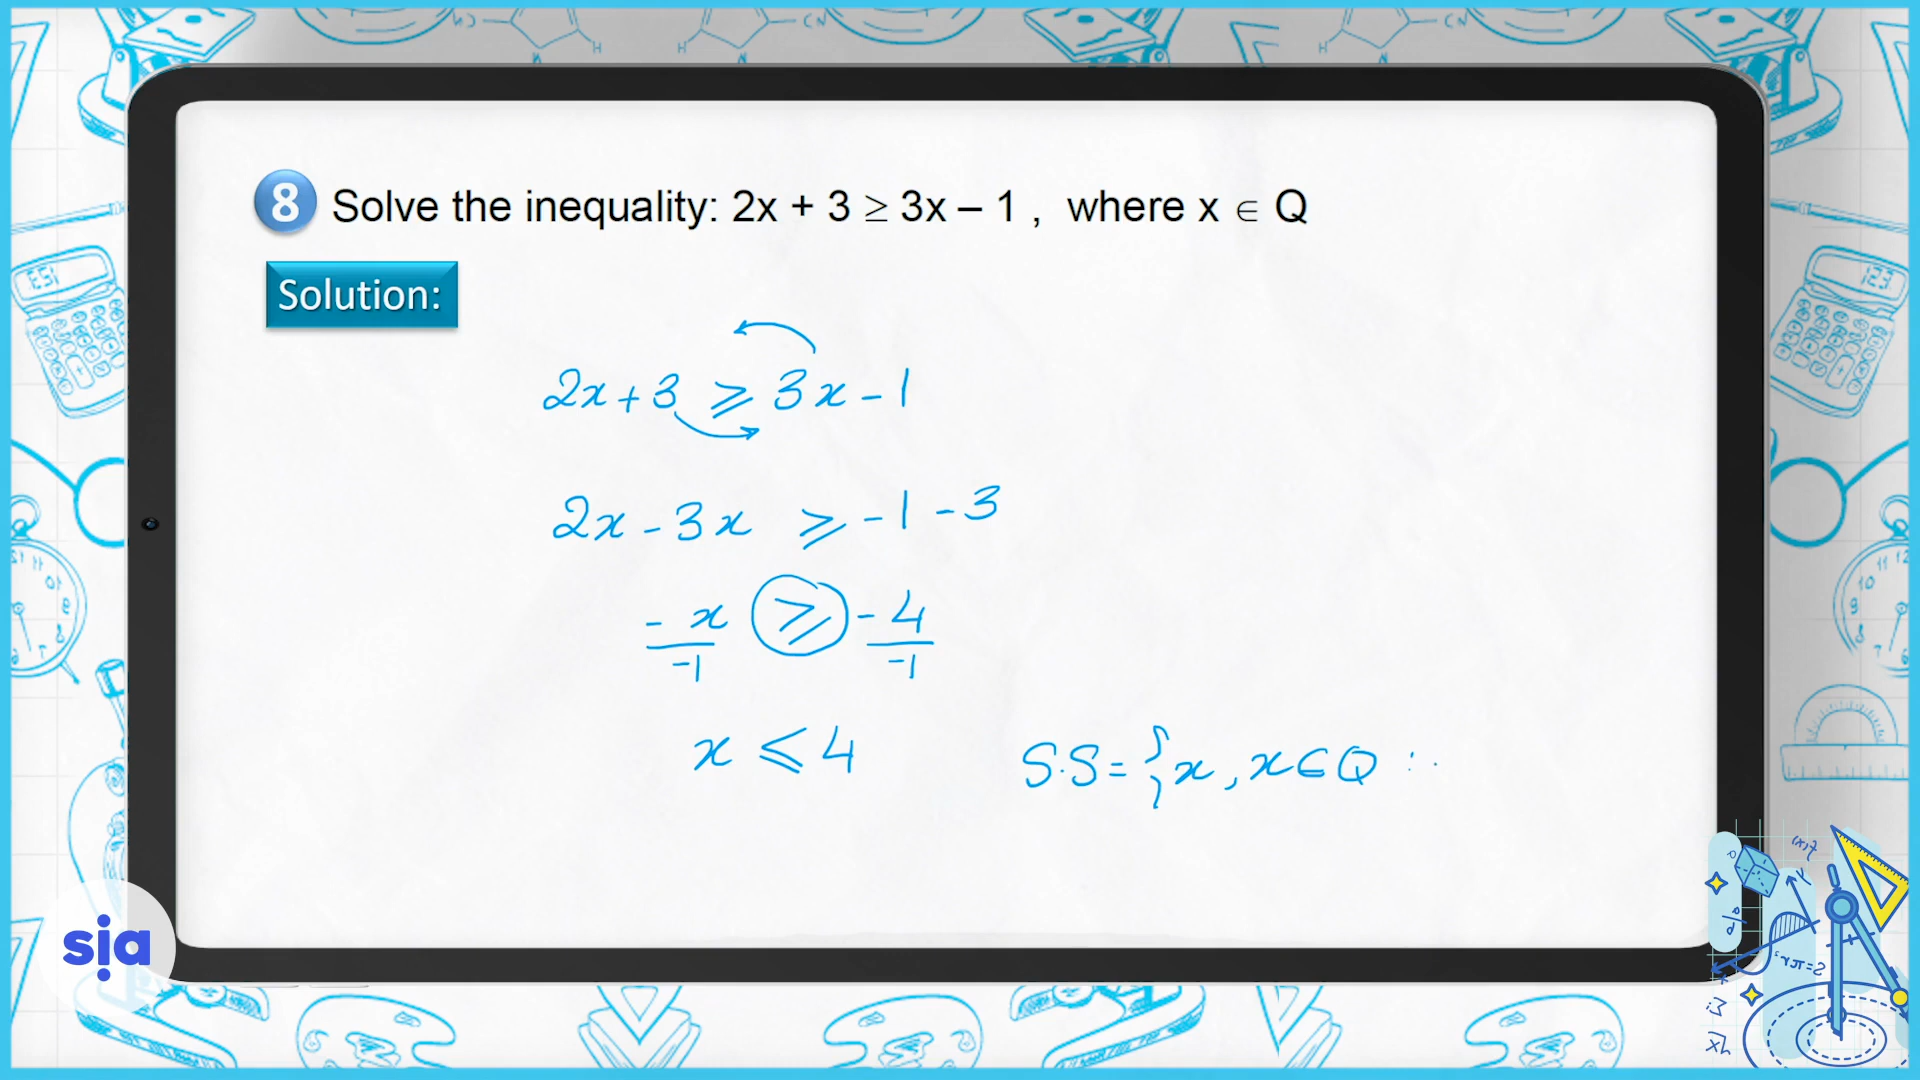 8 Solve the inequality: 2x + 3 ≥ 3x – 1 , where x ∈ Q
Solution:
2x + 3 ≥ 3x - 1
2x - 3x ≥ -1 - 3
- x ≥ - 4
-1 -1
x ≤ 4
S.S = { x , x ∈ Q :
sia